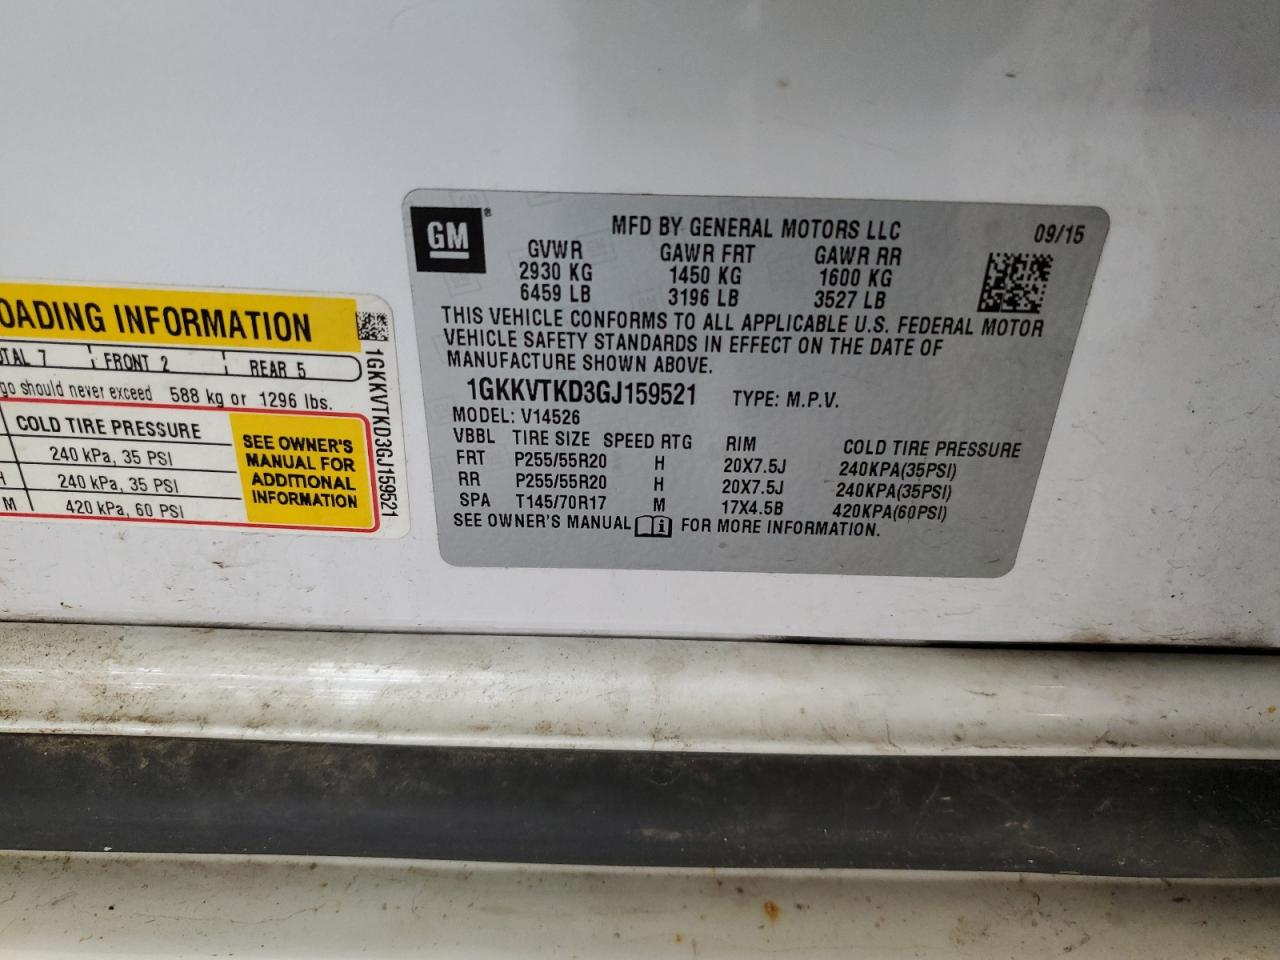 OADING INFORMATION
TAL 7 FRONT 2 REAR 5
go should never exceed 588 kg or 1296 lbs.
COLD TIRE PRESSURE
240 kPa, 35 PSI
H 240 kPa, 35 PSI
M 420 kPa, 60 PSI
SEE OWNER'S
MANUAL FOR
ADDITIONAL
INFORMATION
1GKKVTKD3GJ159521
GM®
MFD BY GENERAL MOTORS LLC 09/15
GVWR GAWR FRT GAWR RR
2930 KG 1450 KG 1600 KG
6459 LB 3196 LB 3527 LB
THIS VEHICLE CONFORMS TO ALL APPLICABLE U.S. FEDERAL MOTOR
VEHICLE SAFETY STANDARDS IN EFFECT ON THE DATE OF
MANUFACTURE SHOWN ABOVE.
1GKKVTKD3GJ159521 TYPE: M.P.V.
MODEL: V14526
VBBL TIRE SIZE SPEED RTG RIM COLD TIRE PRESSURE
FRT P255/55R20 H 20X7.5J 240KPA(35PSI)
RR P255/55R20 H 20X7.5J 240KPA(35PSI)
SPA T145/70R17 M 17X4.5B 420KPA(60PSI)
SEE OWNER'S MANUAL i FOR MORE INFORMATION.